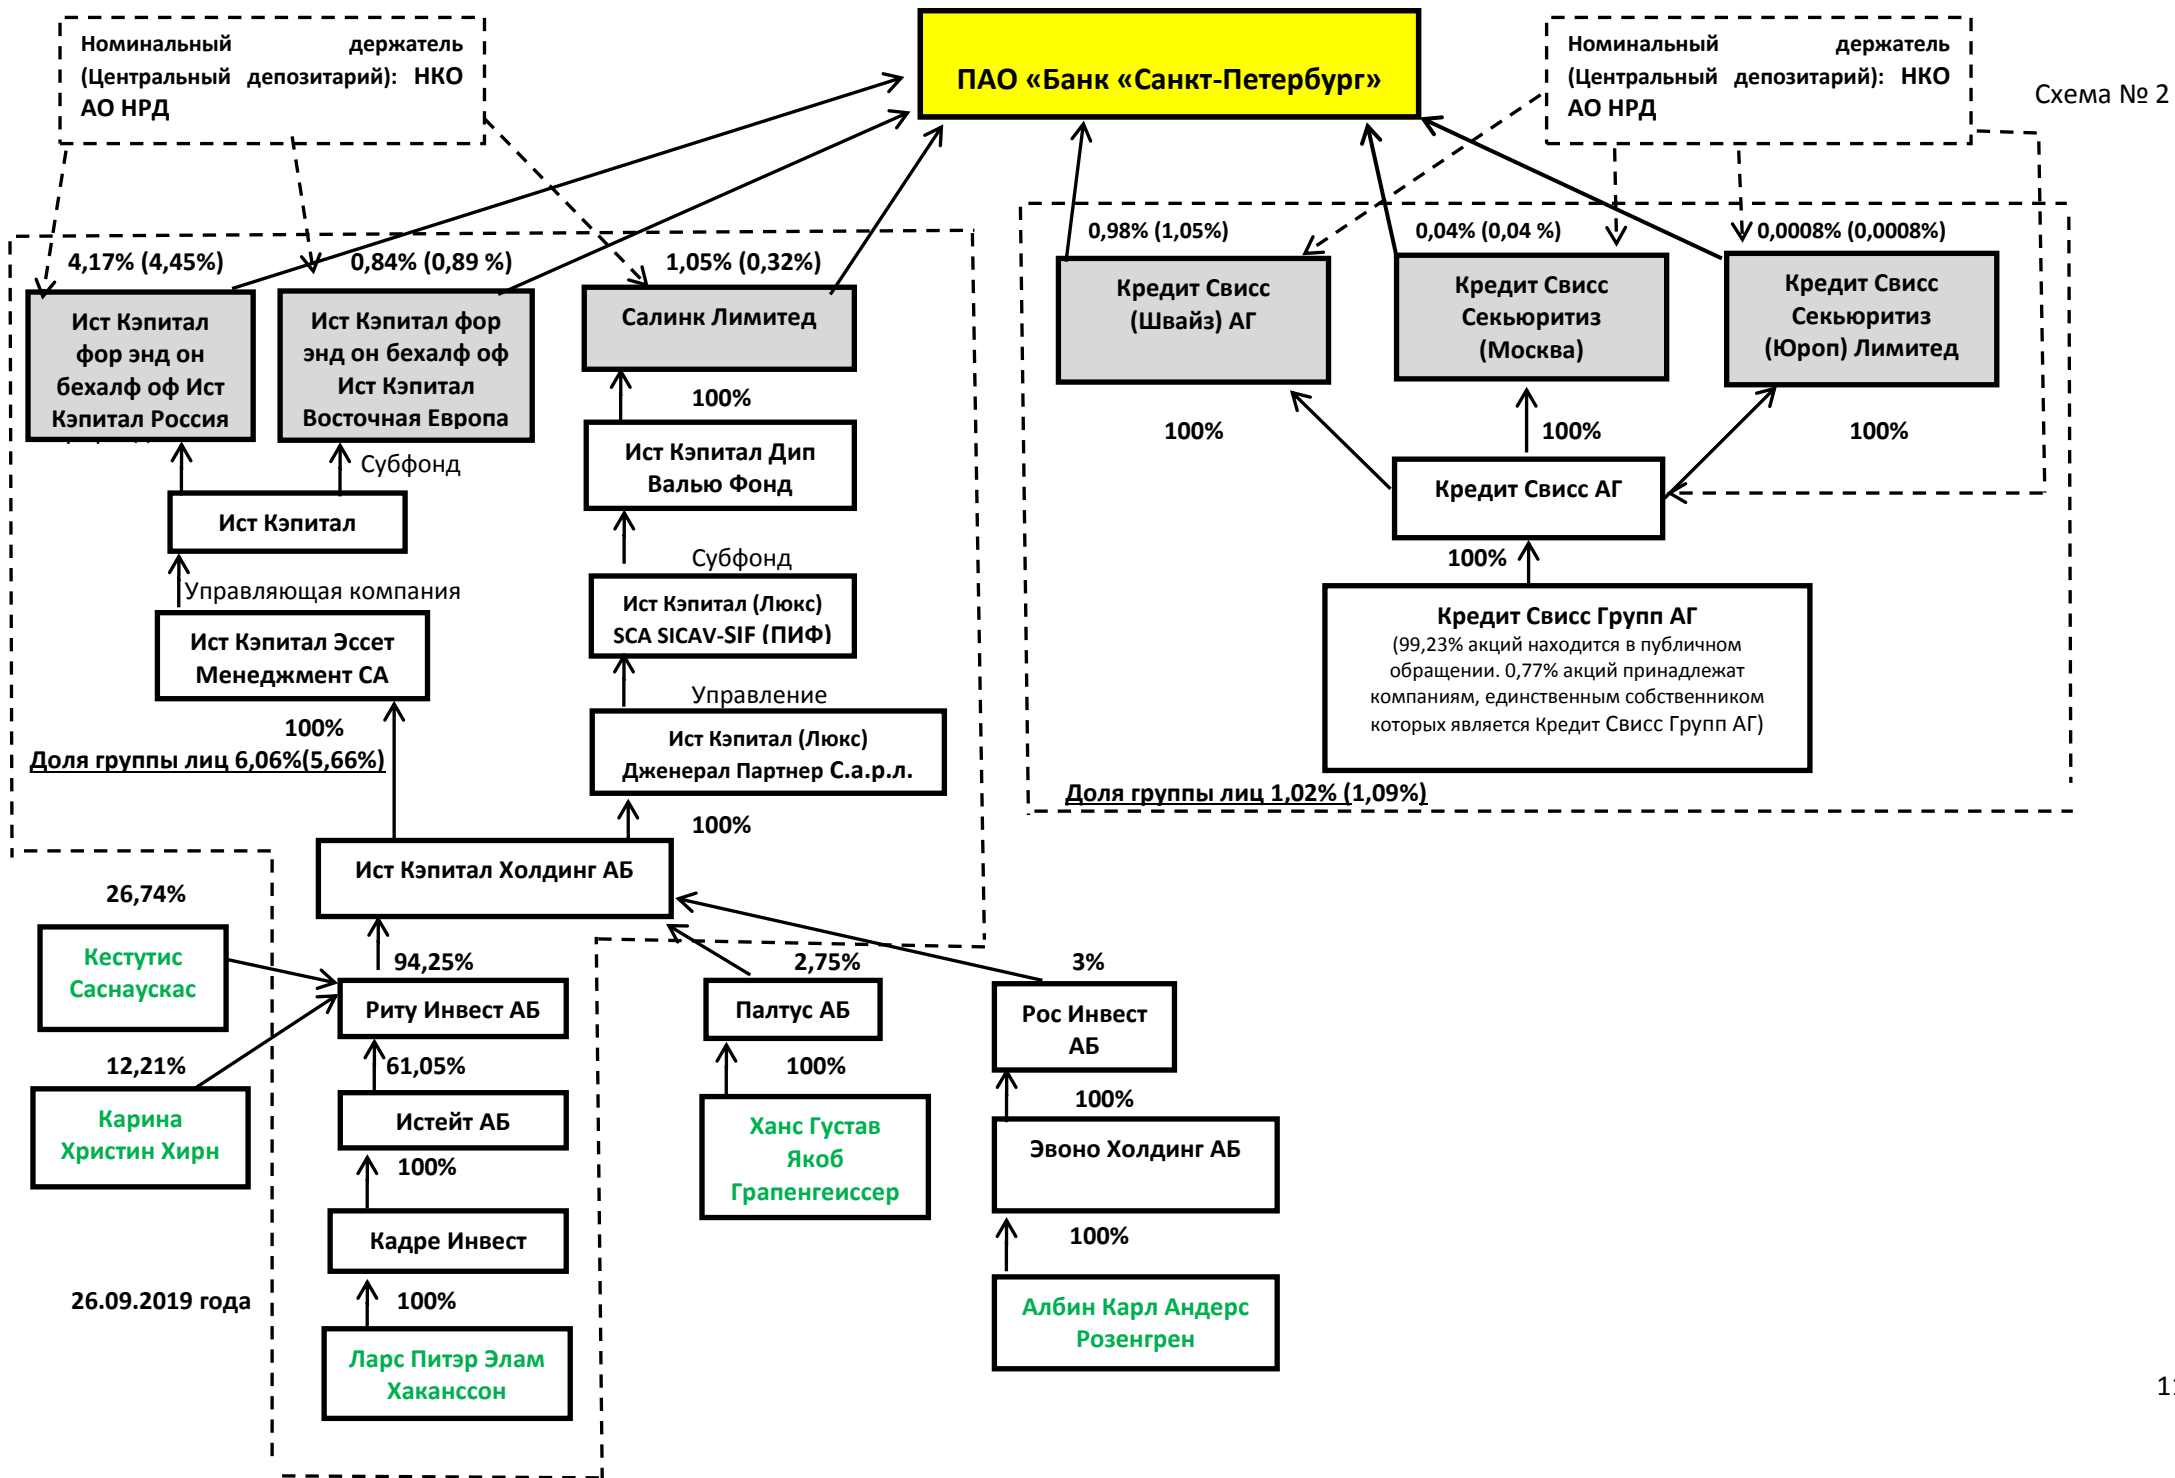 Номинальный держатель
(Центральный депозитарий): НКО
АО НРД
ПАО «Банк «Санкт-Петербург»
Номинальный держатель
(Центральный депозитарий): НКО
АО НРД
Схема № 2
4,17% (4,45%)
0,84% (0,89 %)
1,05% (0,32%)
0,98% (1,05%)
0,04% (0,04 %)
0,0008% (0,0008%)
Ист Кэпитал
фор энд он
бехалф оф Ист
Кэпитал Россия
Ист Кэпитал фор
энд он бехалф оф
Ист Кэпитал
Восточная Европа
Салинк Лимитед
Кредит Свисс
(Швайз) АГ
Кредит Свисс
Секьюритиз
(Москва)
Кредит Свисс
Секьюритиз
(Юроп) Лимитед
100%
100%
100%
100%
Субфонд
Ист Кэпитал Дип
Валью Фонд
Кредит Свисс АГ
Ист Кэпитал
Субфонд
100%
Управляющая компания
Ист Кэпитал (Люкс)
SCA SICAV-SIF (ПИФ)
Кредит Свисс Групп АГ
(99,23% акций находится в публичном
обращении. 0,77% акций принадлежат
компаниям, единственным собственником
которых является Кредит Свисс Групп АГ)
Ист Кэпитал Эссет
Менеджмент СА
Управление
100%
Доля группы лиц 6,06%(5,66%)
Ист Кэпитал (Люкс)
Дженерал Партнер С.а.р.л.
Доля группы лиц 1,02% (1,09%)
100%
Ист Кэпитал Холдинг АБ
26,74%
Кестутис
Саснаускас
94,25%
2,75%
3%
Риту Инвест АБ
Палтус АБ
Рос Инвест
АБ
12,21%
61,05%
100%
100%
Карина
Христин Хирн
Истейт АБ
Ханс Густав
Якоб
Грапенгеиссер
Эвоно Холдинг АБ
100%
Кадре Инвест
100%
26.09.2019 года
100%
Ларс Питэр Элам
Хаканссон
Албин Карл Андерс
Розенгрен